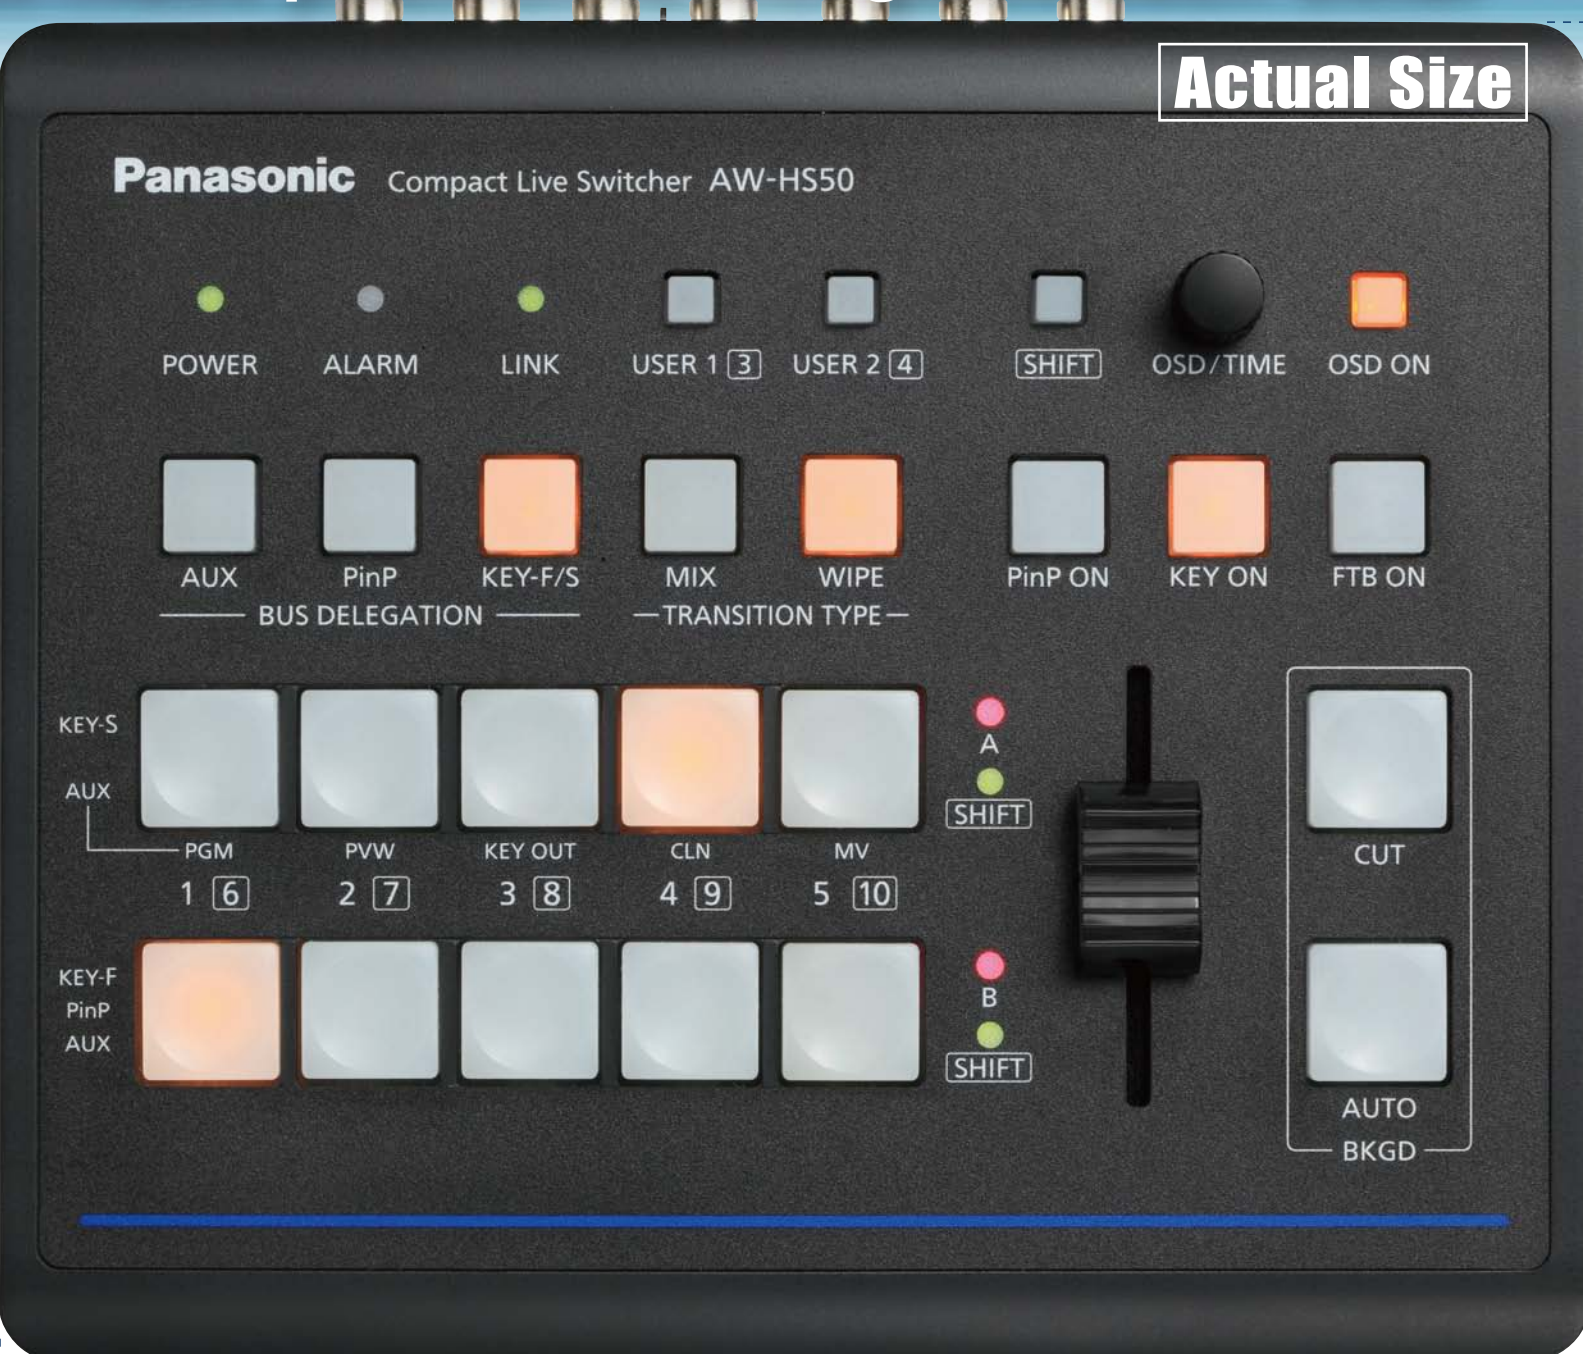 Actual Size
Panasonic Compact Live Switcher AW-HS50
POWER ALARM LINK USER 1 3 USER 2 4 SHIFT OSD/TIME OSD ON
AUX PinP KEY-F/S MIX WIPE PinP ON KEY ON FTB ON
BUS DELEGATION TRANSITION TYPE
KEY-S
A
AUX
SHIFT
PGM PVW KEY OUT CLN MV CUT
1 6 2 7 3 8 4 9 5 10
KEY-F
PinP
B
AUX
SHIFT
AUTO
BKGD